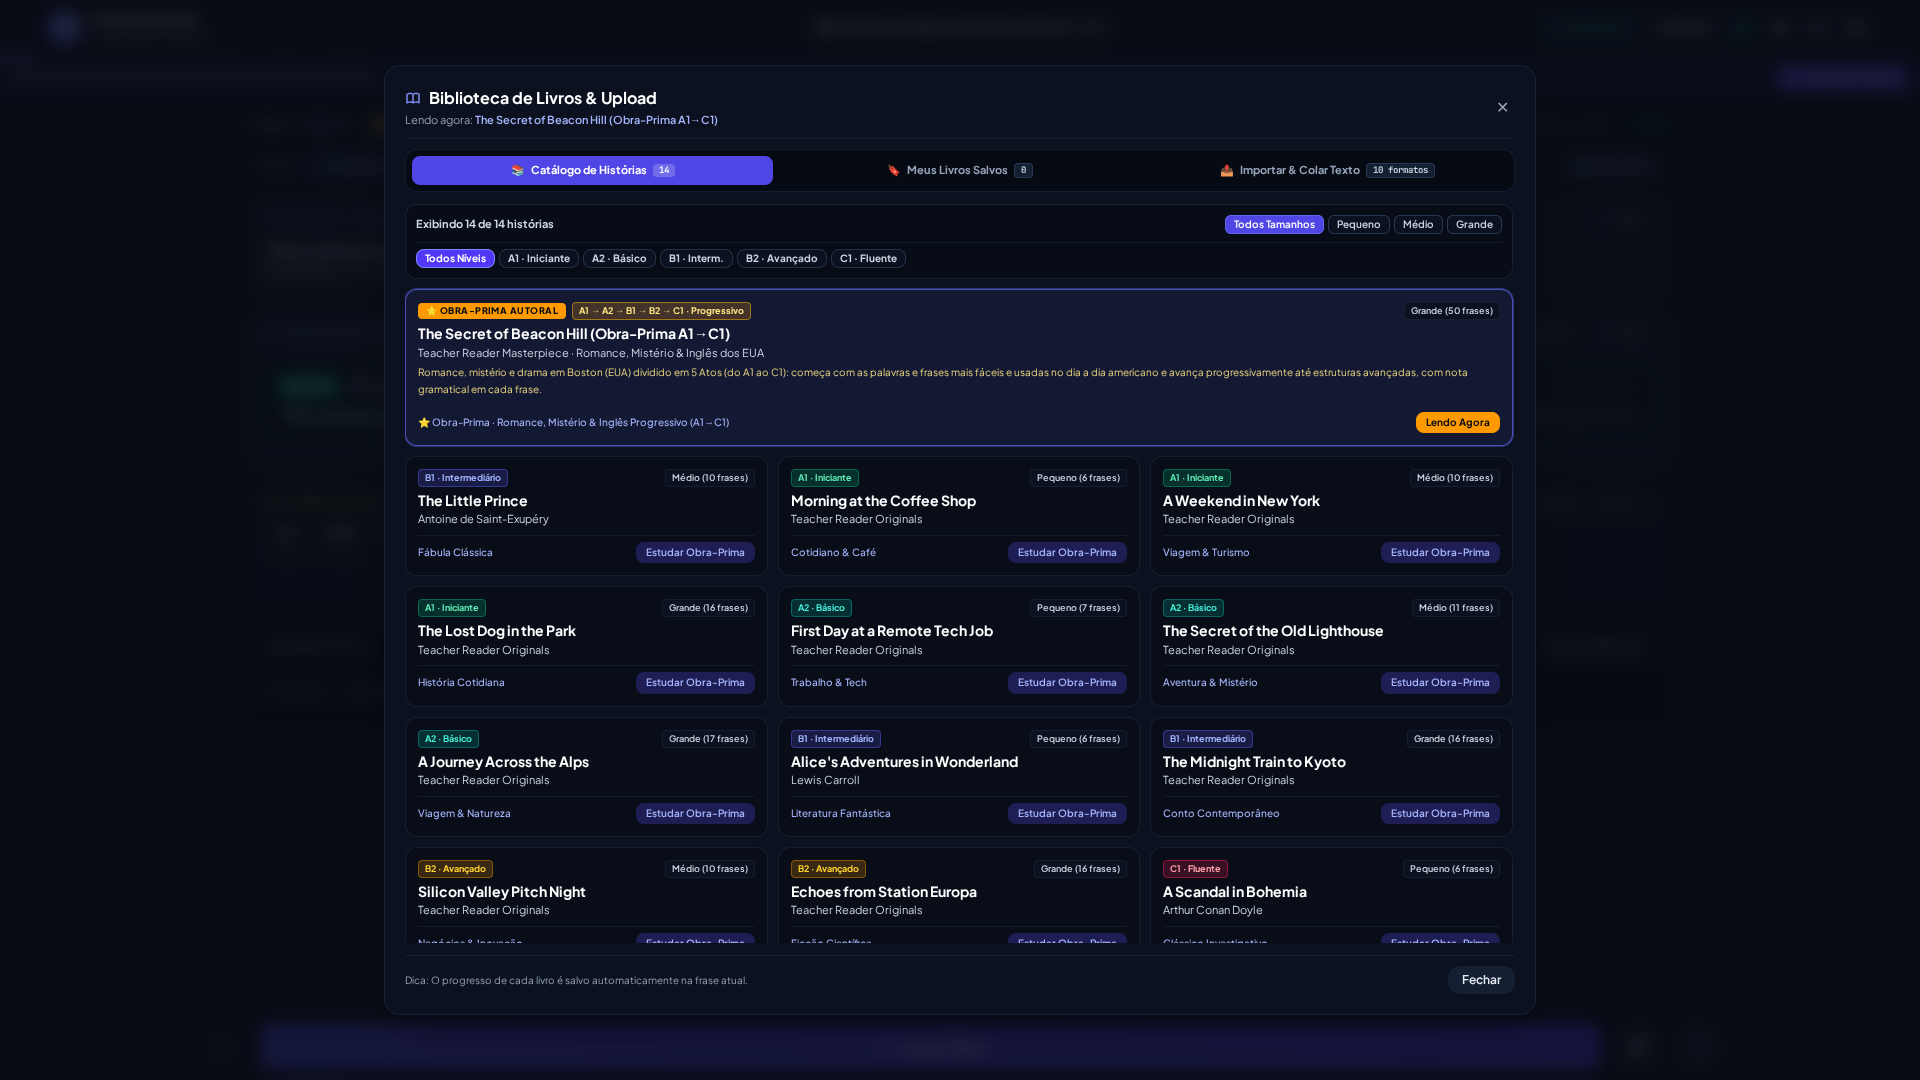 Biblioteca de Livros & Upload
Lendo agora: The Secret of Beacon Hill (Obra-Prima A1→C1)
✕
📚 Catálogo de Histórias 14
🔖 Meus Livros Salvos 0
📤 Importar & Colar Texto 10 formatos
Exibindo 14 de 14 histórias
Todos Tamanhos Pequeno Médio Grande
Todos Níveis A1 · Iniciante A2 · Básico B1 · Interm. B2 · Avançado C1 · Fluente
⭐ OBRA-PRIMA AUTORAL A1 → A2 → B1 → B2 → C1 · Progressivo Grande (50 frases)
The Secret of Beacon Hill (Obra-Prima A1→C1)
Teacher Reader Masterpiece · Romance, Mistério & Inglês dos EUA
Romance, mistério e drama em Boston (EUA) dividido em 5 Atos (do A1 ao C1): começa com as palavras e frases mais fáceis e usadas no dia a dia americano e avança progressivamente até estruturas avançadas, com nota
gramatical em cada frase.
⭐ Obra-Prima · Romance, Mistério & Inglês Progressivo (A1→C1) Lendo Agora
B1 · Intermediário Médio (10 frases)
The Little Prince
Antoine de Saint-Exupéry
Fábula Clássica Estudar Obra-Prima
A1 · Iniciante Pequeno (6 frases)
Morning at the Coffee Shop
Teacher Reader Originals
Cotidiano & Café Estudar Obra-Prima
A1 · Iniciante Médio (10 frases)
A Weekend in New York
Teacher Reader Originals
Viagem & Turismo Estudar Obra-Prima
A1 · Iniciante Grande (16 frases)
The Lost Dog in the Park
Teacher Reader Originals
História Cotidiana Estudar Obra-Prima
A2 · Básico Pequeno (7 frases)
First Day at a Remote Tech Job
Teacher Reader Originals
Trabalho & Tech Estudar Obra-Prima
A2 · Básico Médio (11 frases)
The Secret of the Old Lighthouse
Teacher Reader Originals
Aventura & Mistério Estudar Obra-Prima
A2 · Básico Grande (17 frases)
A Journey Across the Alps
Teacher Reader Originals
Viagem & Natureza Estudar Obra-Prima
B1 · Intermediário Pequeno (6 frases)
Alice's Adventures in Wonderland
Lewis Carroll
Literatura Fantástica Estudar Obra-Prima
B1 · Intermediário Grande (16 frases)
The Midnight Train to Kyoto
Teacher Reader Originals
Conto Contemporâneo Estudar Obra-Prima
B2 · Avançado Médio (10 frases)
Silicon Valley Pitch Night
Teacher Reader Originals
Negócios & Inovação Estudar Obra-Prima
B2 · Avançado Grande (16 frases)
Echoes from Station Europa
Teacher Reader Originals
Ficção Científica Estudar Obra-Prima
C1 · Fluente Pequeno (6 frases)
A Scandal in Bohemia
Arthur Conan Doyle
Clássico Investigativo Estudar Obra-Prima
Dica: O progresso de cada livro é salvo automaticamente na frase atual.
Fechar